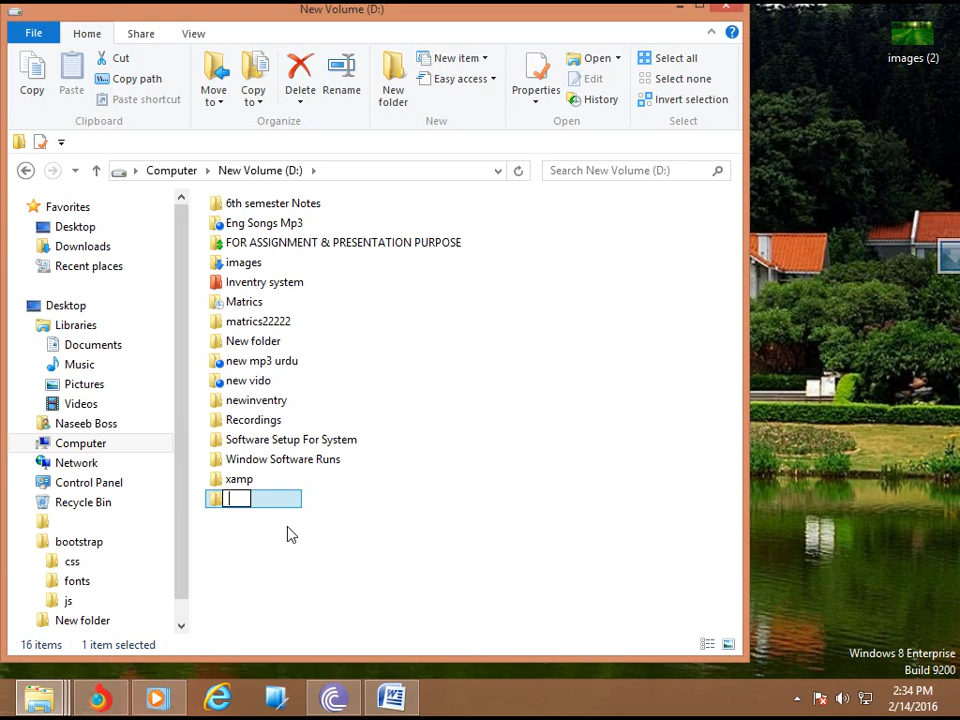 New Volume (D:)
File Home Share View
Copy
Paste
Cut
Copy path
Paste shortcut
Move to
Copy to
Delete
Rename
New folder
New item
Easy access
Properties
Open
Edit
History
Select all
Select none
Invert selection
Clipboard Organize New Open Select
Computer New Volume (D:)
Search New Volume (D:)
Favorites
Desktop
Downloads
Recent places
Desktop
Libraries
Documents
Music
Pictures
Videos
Naseeb Boss
Computer
Network
Control Panel
Recycle Bin
bootstrap
css
fonts
js
New folder
6th semester Notes
Eng Songs Mp3
FOR ASSIGNMENT & PRESENTATION PURPOSE
images
Inventry system
Matrics
matrics22222
New folder
new mp3 urdu
new vido
newinventry
Recordings
Software Setup For System
Window Software Runs
xamp
16 items 1 item selected
images (2)
Windows 8 Enterprise
Build 9200
2:34 PM
2/14/2016